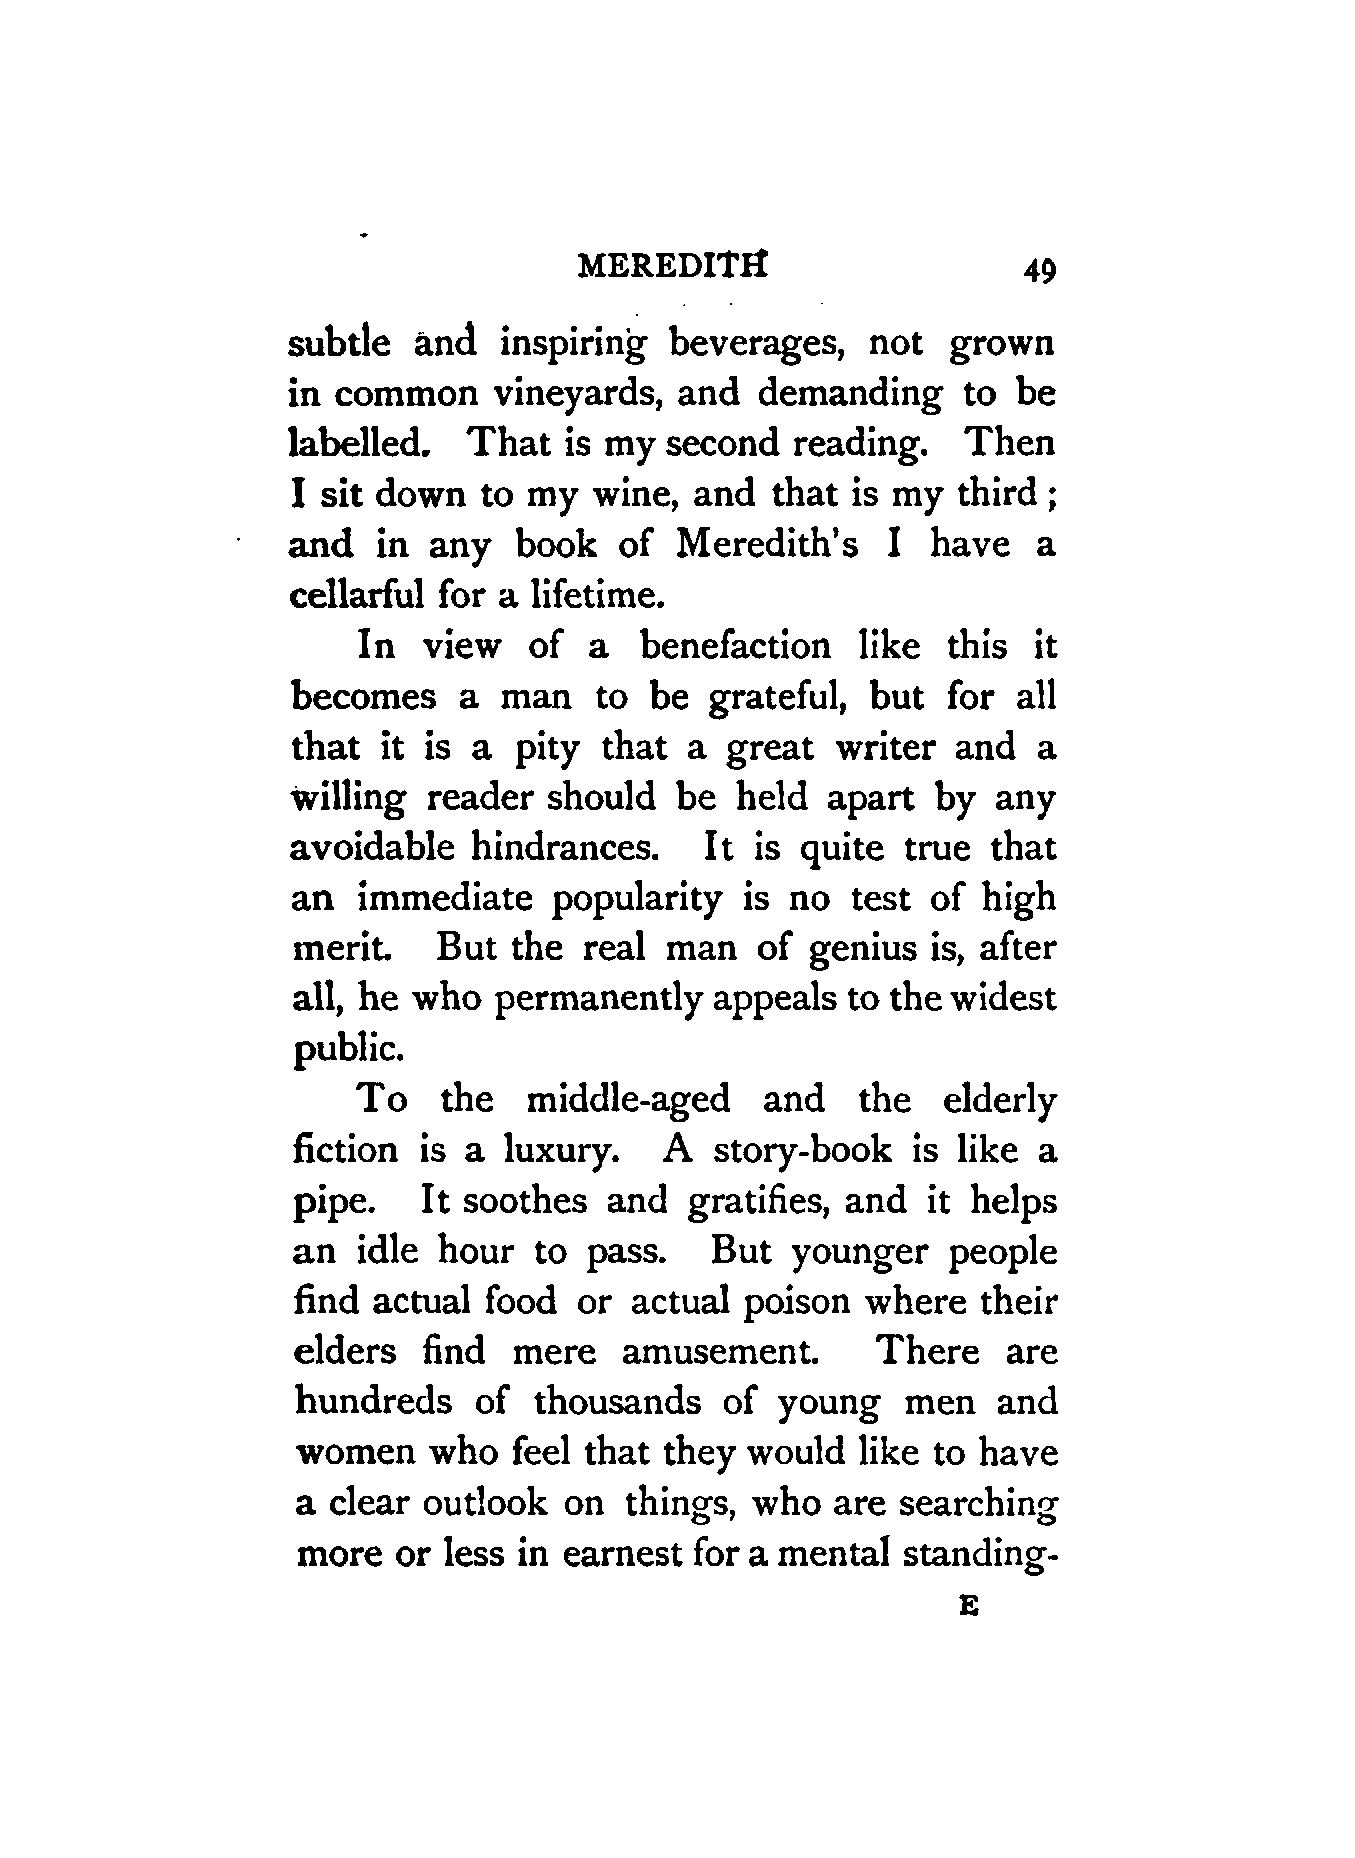 MEREDITH 49
subtle and inspiring beverages, not grown
in common vineyards, and demanding to be
labelled. That is my second reading. Then
I sit down to my wine, and that is my third ;
and in any book of Meredith's I have a
cellarful for a lifetime.
In view of a benefaction like this it
becomes a man to be grateful, but for all
that it is a pity that a great writer and a
willing reader should be held apart by any
avoidable hindrances. It is quite true that
an immediate popularity is no test of high
merit. But the real man of genius is, after
all, he who permanently appeals to the widest
public.
To the middle-aged and the elderly
fiction is a luxury. A story-book is like a
pipe. It soothes and gratifies, and it helps
an idle hour to pass. But younger people
find actual food or actual poison where their
elders find mere amusement. There are
hundreds of thousands of young men and
women who feel that they would like to have
a clear outlook on things, who are searching
more or less in earnest for a mental standing-
E